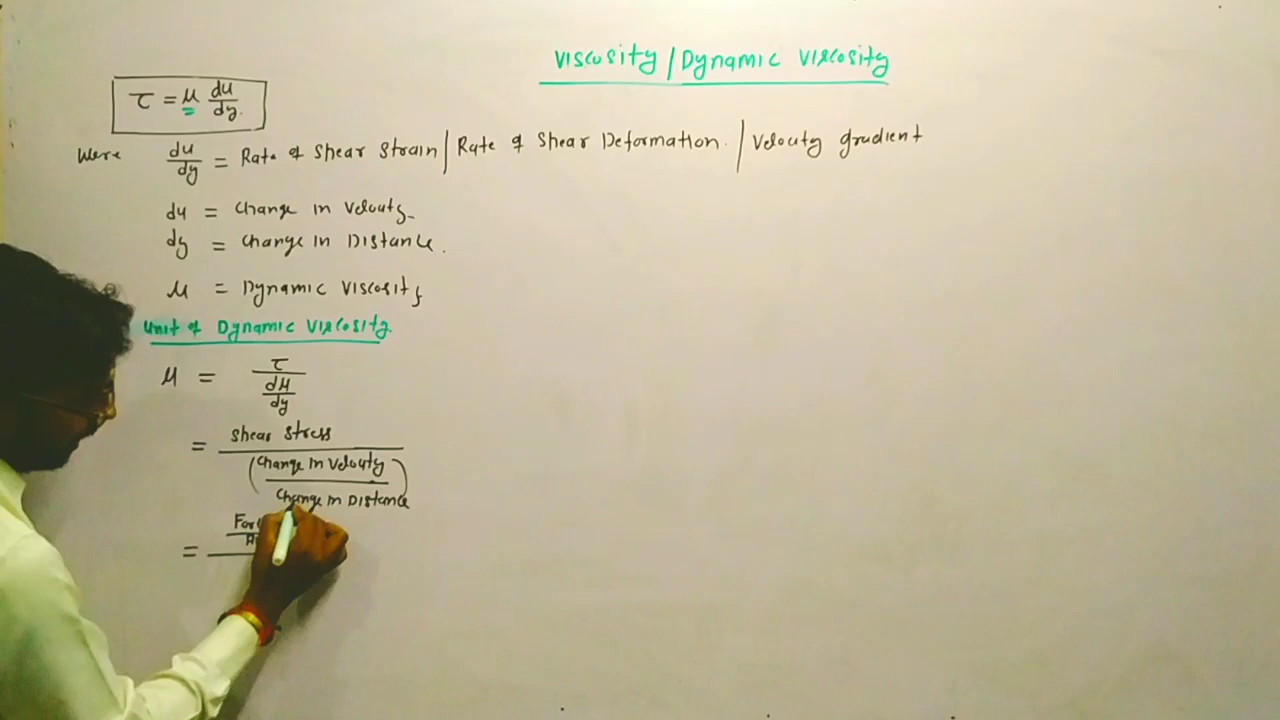 Viscosity / Dynamic Viscosity
τ = μ du/dy.
Were du/dy = Rate of Shear Strain / Rate of Shear Deformation. / Velocity gradient
du = Change in Velocity
dy = Change in Distance.
μ = Dynamic Viscosity
Unit of Dynamic Viscosity.
μ = τ / (du/dy)
= Shear Stress / (Change in Velocity / Change in Distance)
=